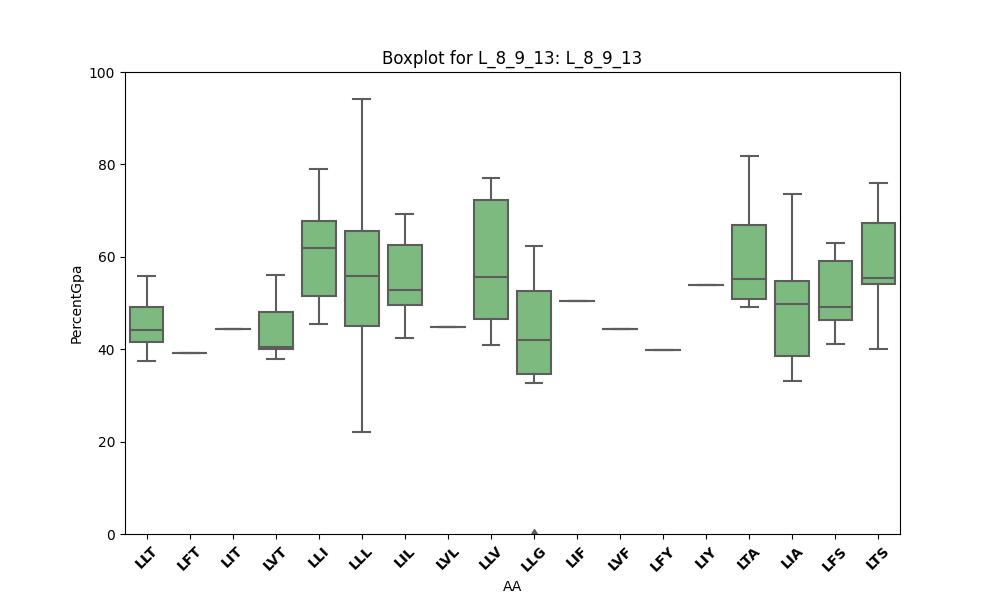 Boxplot for L_8_9_13: L_8_9_13
PercentGpa
100
80
60
40
20
0
LLT LFT LIT LVT LLI LLL LIL LVL LLV LLG LIF LVF LFY LIY LTA LIA LFS LTS
AA